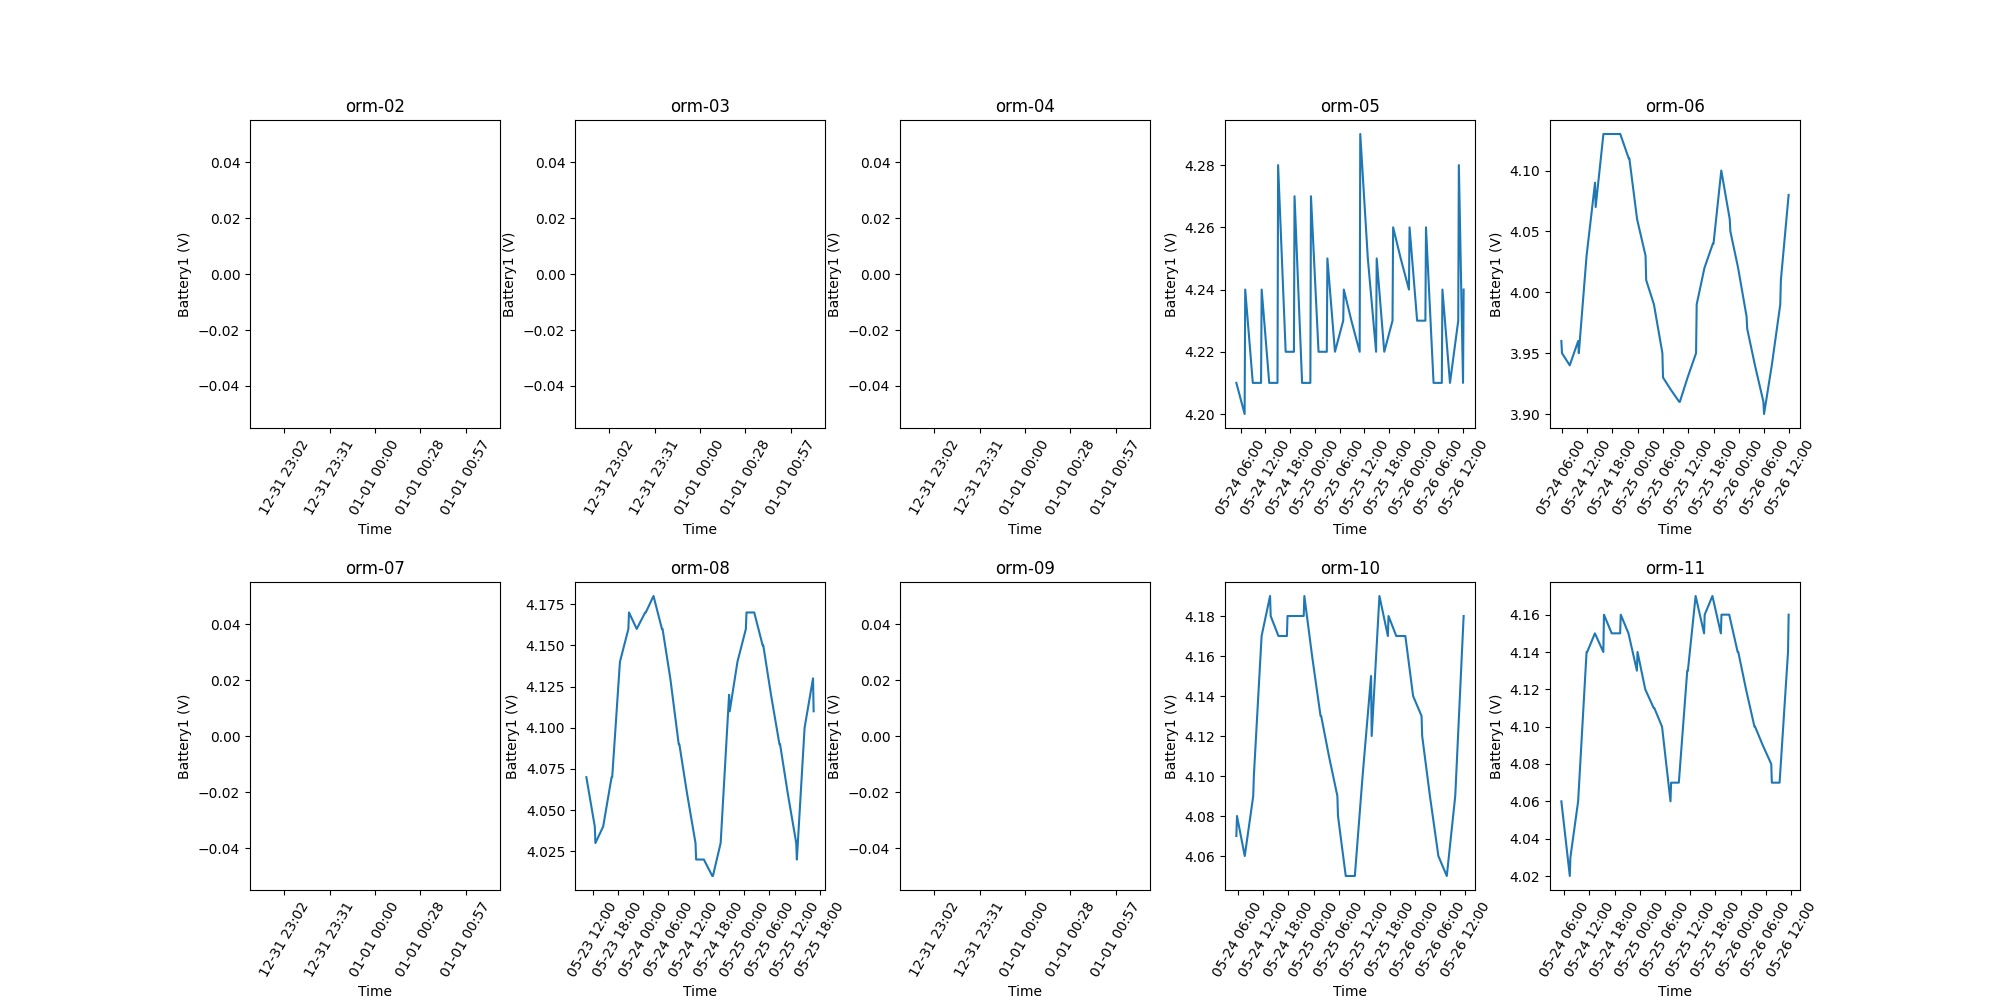 orm-02 orm-03 orm-04 orm-05 orm-06
0.04 0.02 0.00 −0.02 −0.04
Battery1 (V)
12-31 23:02 12-31 23:31 01-01 00:00 01-01 00:28 01-01 00:57
Time
0.04 0.02 0.00 −0.02 −0.04
Battery1 (V)
12-31 23:02 12-31 23:31 01-01 00:00 01-01 00:28 01-01 00:57
Time
0.04 0.02 0.00 −0.02 −0.04
Battery1 (V)
12-31 23:02 12-31 23:31 01-01 00:00 01-01 00:28 01-01 00:57
Time
4.28 4.26 4.24 4.22 4.20
Battery1 (V)
05-24 06:00 05-24 12:00 05-24 18:00 05-25 00:00 05-25 06:00 05-25 12:00 05-25 18:00 05-26 00:00 05-26 06:00 05-26 12:00
Time
4.10 4.05 4.00 3.95 3.90
Battery1 (V)
05-24 06:00 05-24 12:00 05-24 18:00 05-25 00:00 05-25 06:00 05-25 12:00 05-25 18:00 05-26 00:00 05-26 06:00 05-26 12:00
Time
orm-07 orm-08 orm-09 orm-10 orm-11
0.04 0.02 0.00 −0.02 −0.04
Battery1 (V)
12-31 23:02 12-31 23:31 01-01 00:00 01-01 00:28 01-01 00:57
Time
4.175 4.150 4.125 4.100 4.075 4.050 4.025
Battery1 (V)
05-23 12:00 05-23 18:00 05-24 00:00 05-24 06:00 05-24 12:00 05-24 18:00 05-25 00:00 05-25 06:00 05-25 12:00 05-25 18:00
Time
0.04 0.02 0.00 −0.02 −0.04
Battery1 (V)
12-31 23:02 12-31 23:31 01-01 00:00 01-01 00:28 01-01 00:57
Time
4.18 4.16 4.14 4.12 4.10 4.08 4.06
Battery1 (V)
05-24 06:00 05-24 12:00 05-24 18:00 05-25 00:00 05-25 06:00 05-25 12:00 05-25 18:00 05-26 00:00 05-26 06:00 05-26 12:00
Time
4.16 4.14 4.12 4.10 4.08 4.06 4.04 4.02
Battery1 (V)
05-24 06:00 05-24 12:00 05-24 18:00 05-25 00:00 05-25 06:00 05-25 12:00 05-25 18:00 05-26 00:00 05-26 06:00 05-26 12:00
Time